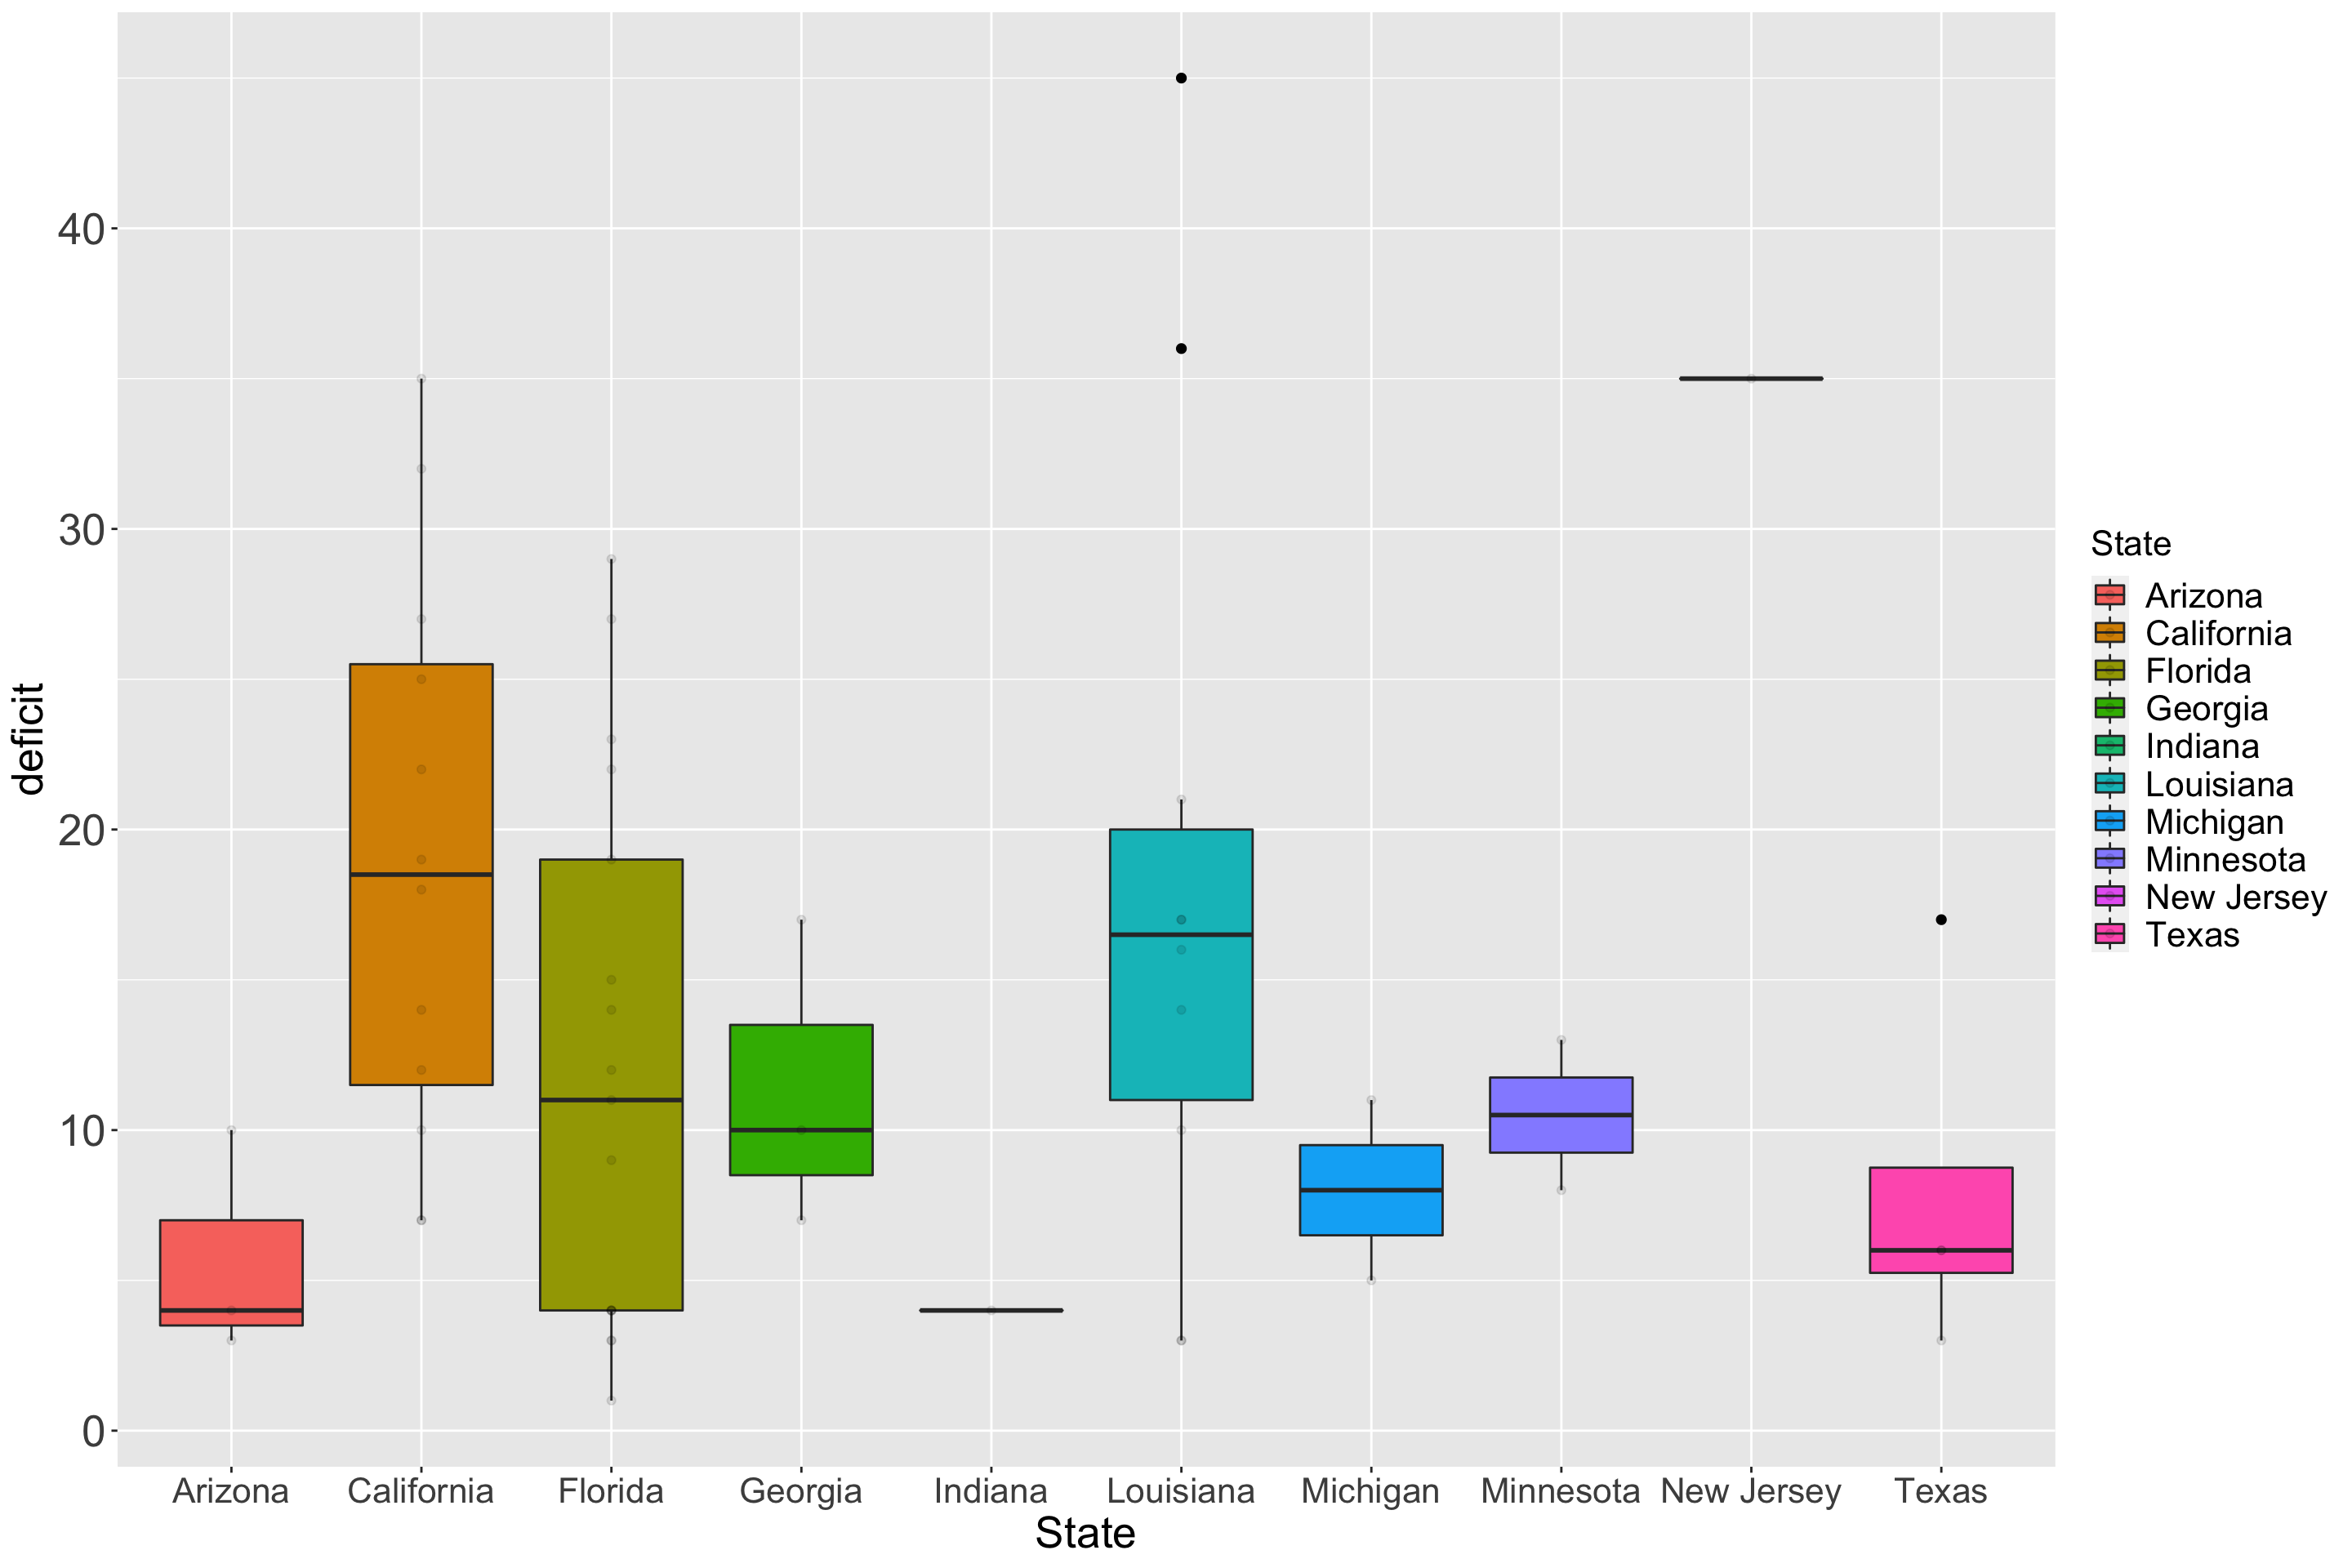 40
30
20
10
0
deficit
Arizona California Florida Georgia Indiana Louisiana Michigan Minnesota New Jersey Texas
State
State
Arizona
California
Florida
Georgia
Indiana
Louisiana
Michigan
Minnesota
New Jersey
Texas